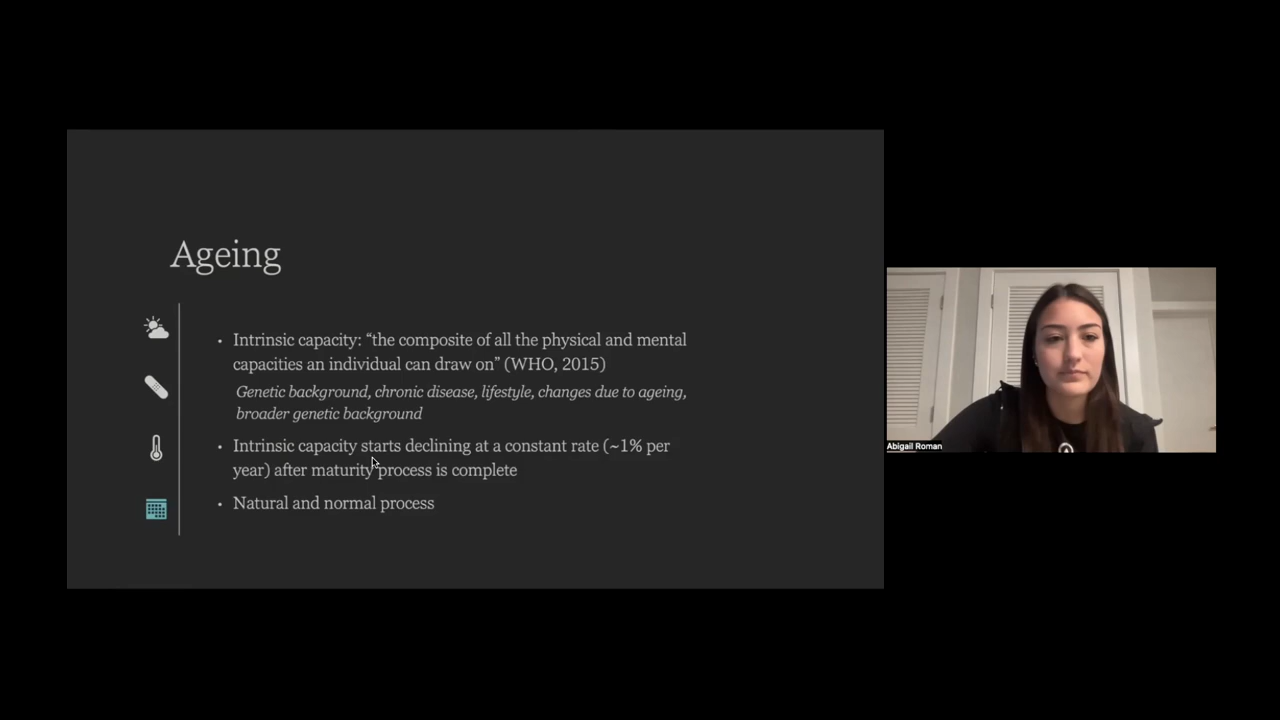 Ageing
• Intrinsic capacity: “the composite of all the physical and mental
capacities an individual can draw on” (WHO, 2015)
Genetic background, chronic disease, lifestyle, changes due to ageing,
broader genetic background
• Intrinsic capacity starts declining at a constant rate (~1% per
year) after maturity process is complete
• Natural and normal process
Abigail Roman